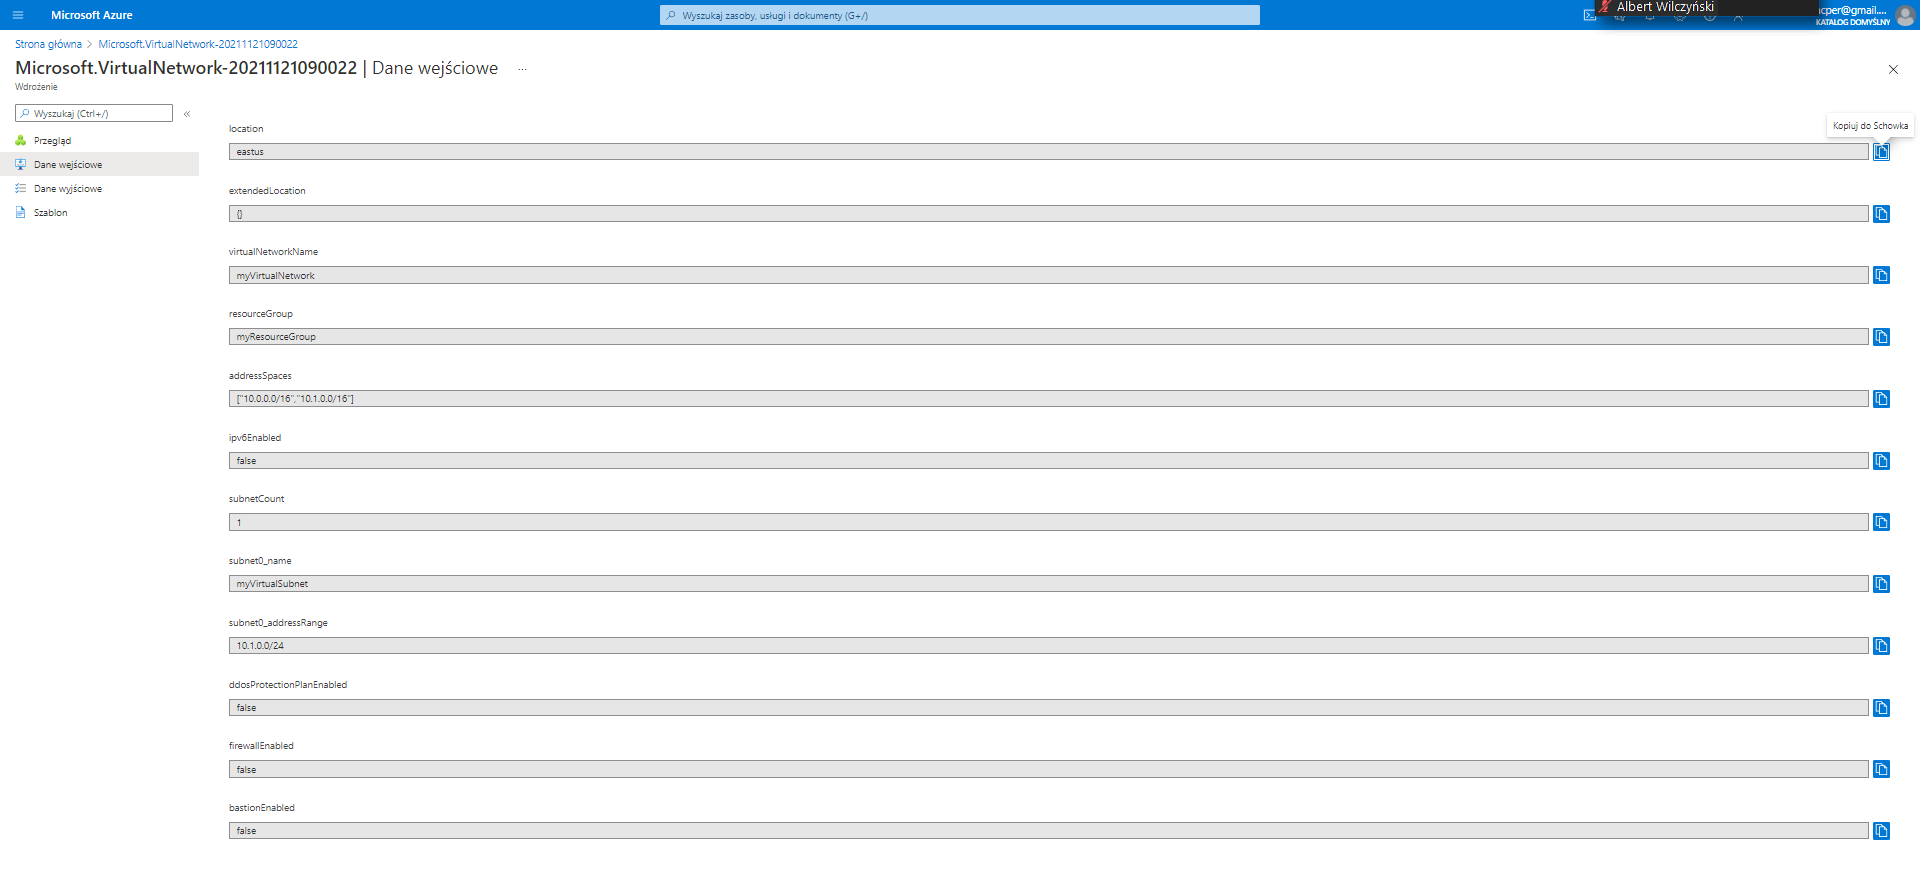 Microsoft Azure
Wyszukaj zasoby, usługi i dokumenty (G+/)
Albert Wilczyński
cper@gmail....
KATALOG DOMYŚLNY
Strona główna > Microsoft.VirtualNetwork-20211121090022
Microsoft.VirtualNetwork-20211121090022 | Dane wejściowe ...
Wdrożenie
Wyszukaj (Ctrl+/) «
Przegląd
Dane wejściowe
Dane wyjściowe
Szablon
Kopiuj do Schowka
location
eastus
extendedLocation
{}
virtualNetworkName
myVirtualNetwork
resourceGroup
myResourceGroup
addressSpaces
["10.0.0.0/16","10.1.0.0/16"]
ipv6Enabled
false
subnetCount
1
subnet0_name
myVirtualSubnet
subnet0_addressRange
10.1.0.0/24
ddosProtectionPlanEnabled
false
firewallEnabled
false
bastionEnabled
false